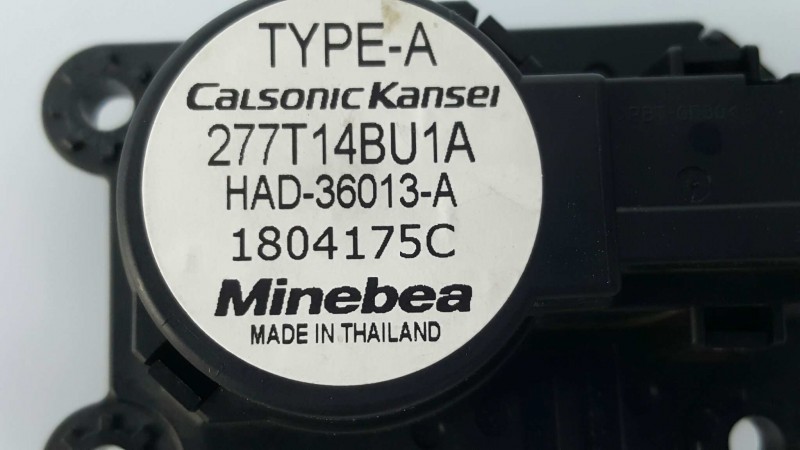 TYPE-A
CALSONIC KANSEI
277T14BU1A
HAD-36013-A
1804175C
Minebea
MADE IN THAILAND